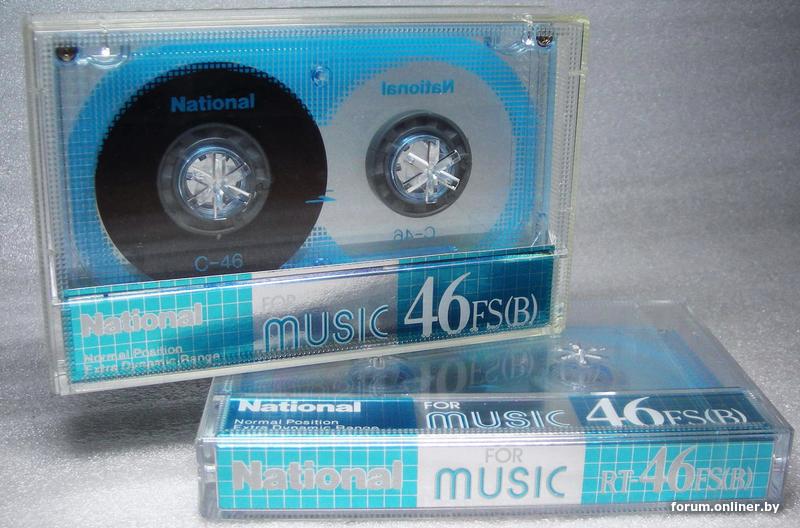 National
National
C-46
C-46
National
FOR
MUSIC
46FS(B)
Normal Position
Extra Dynamic Range
National
FOR
MUSIC
46FS(B)
Normal Position
Extra Dynamic Range
National
FOR
MUSIC
RT-46FS(B)
forum.onliner.by